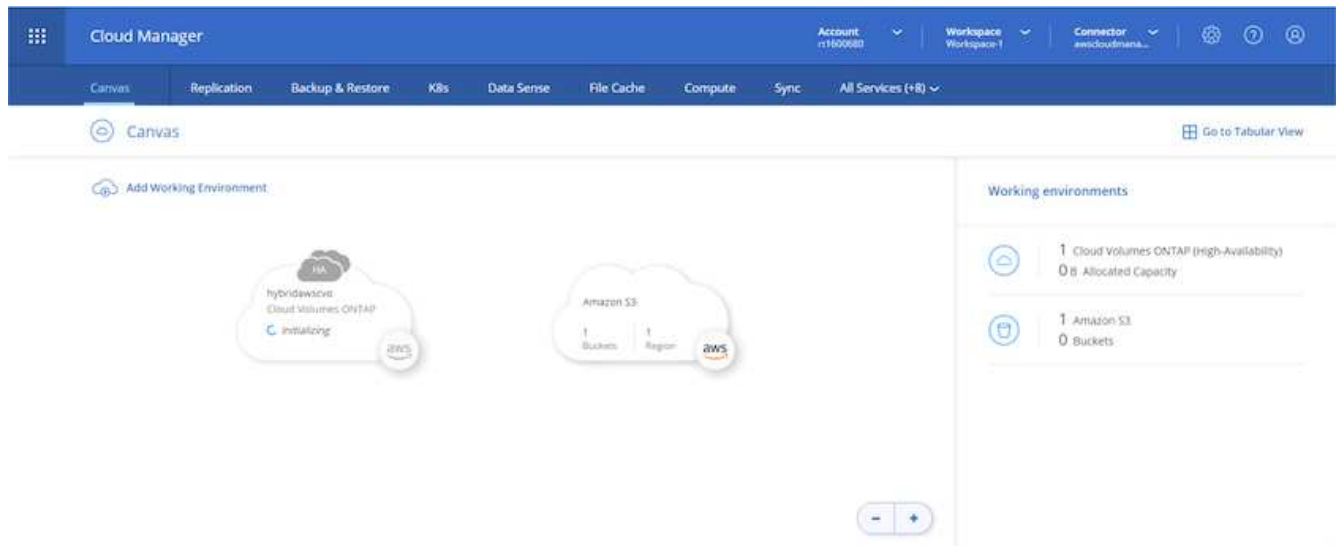 Cloud Manager
Account
rt1600680
Workspace
Workspace-1
Connector
awscloudmana...
Canvas
Replication
Backup & Restore
K8s
Data Sense
File Cache
Compute
Sync
All Services (+8)
Canvas
Go to Tabular View
Add Working Environment
Working environments
HA
hybridawscvo
Cloud Volumes ONTAP
Initializing
aws
Amazon S3
1
Buckets
1
Region
aws
1 Cloud Volumes ONTAP (High-Availability)
0 B Allocated Capacity
1 Amazon S3
0 Buckets